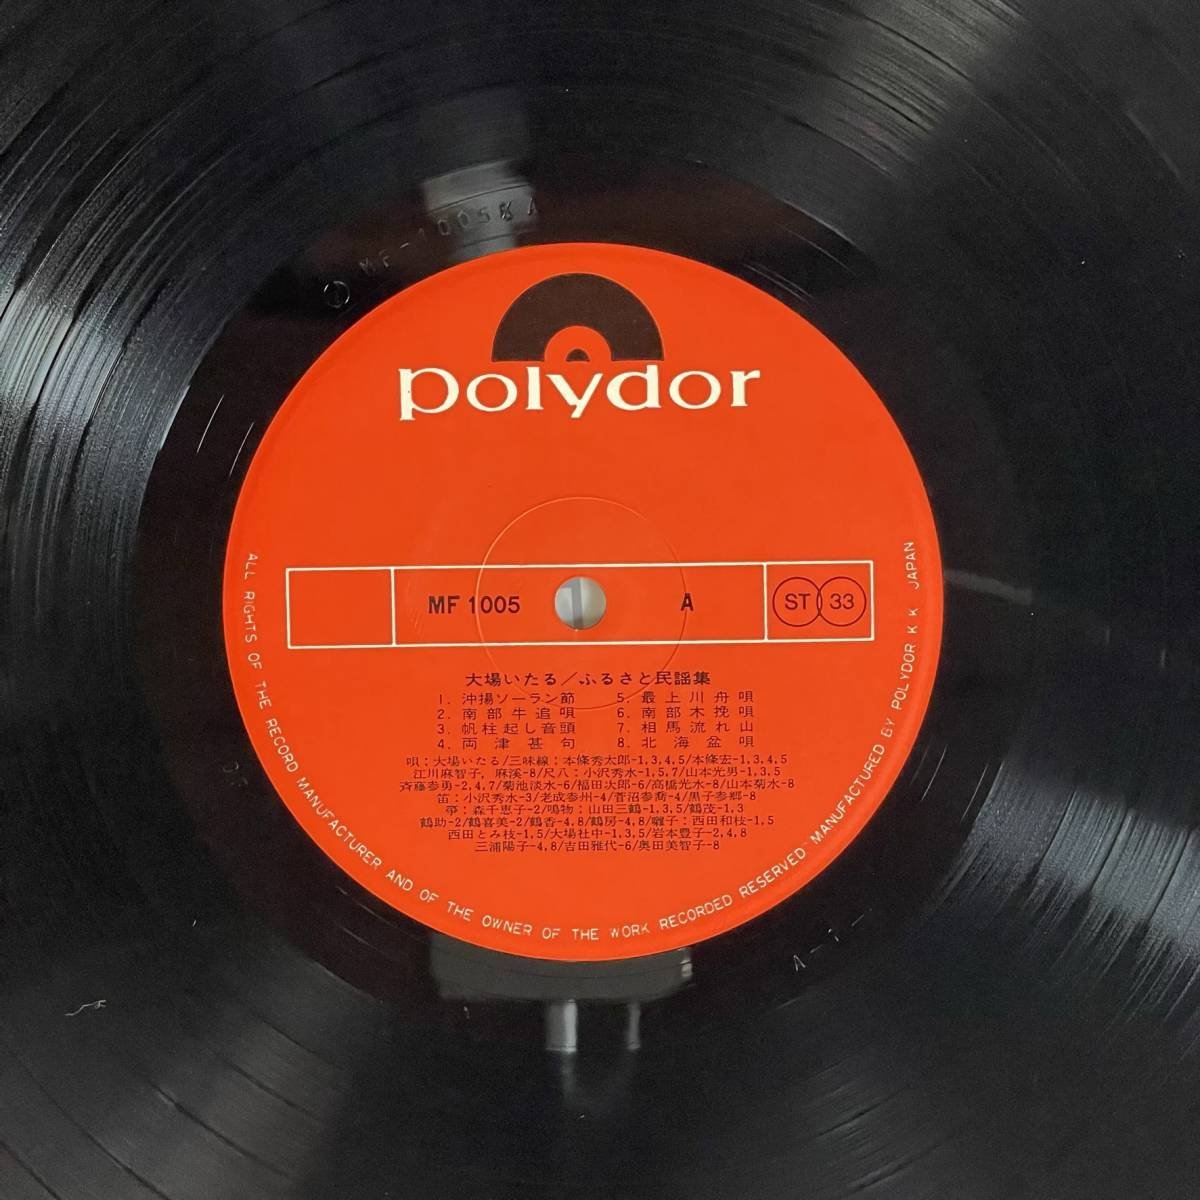 MF-1005 A
polydor
MF 1005
A
ST 33
大場いたる／ふるさと民謡集
1. 沖揚ソーラン節
2. 南部牛追唄
3. 帆柱起し音頭
4. 両津甚句
5. 最上川舟唄
6. 南部木挽唄
7. 相馬流れ山
8. 北海盆唄
唄：大場いたる/三味線：本條秀太郎-1,3,4,5/本條宏-1,3,4,5
江川麻智子, 麻溪-8/尺八：小沢秀水-1,5,7/山本光男-1,3,5
斉藤参勇-2,4,7/菊池淡水-6/福田次郎-6/高橋光水-8/山本菊水-8
笛：小沢秀水-3/老成参州-4/菅沼参喬-4/黒子参郷-8
箏：森千恵子-2/鳴物：山田三鶴-1,3,5/鶴茂-1,3
鶴助-2/鶴喜美-2/鶴香-4,8/鶴房-4,8/囃子：西田和枝-1,5
西田とみ枝-1,5/大場社中-1,3,5/岩本豊子-2,4,8
三浦陽子-4,8/吉田雅代-6/奥田美智子-8
ALL RIGHTS OF THE RECORD MANUFACTURER AND OF THE OWNER OF THE WORK RECORDED RESERVED MANUFACTURED BY POLYDOR K K JAPAN
A-1-